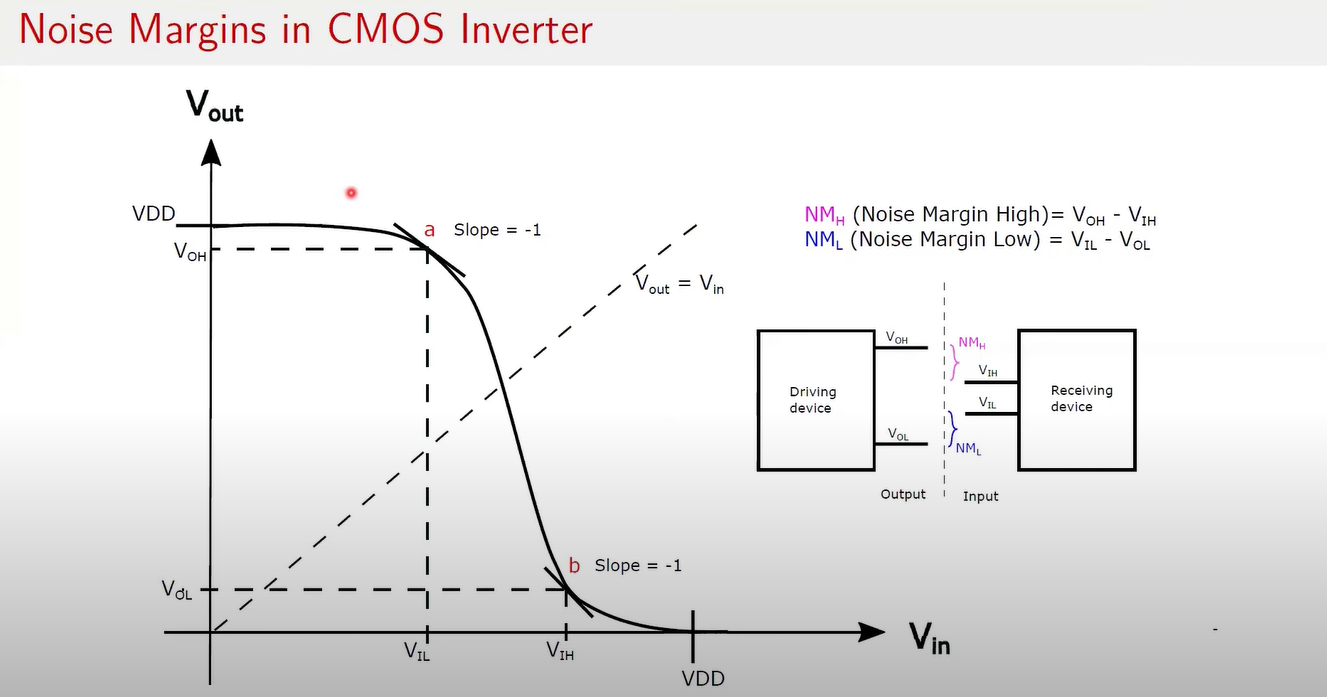 Noise Margins in CMOS Inverter
Vout
VDD
VOH
a Slope = -1
Vout = Vin
b Slope = -1
VOL
VIL
VIH
VDD
Vin
NMH (Noise Margin High)= VOH - VIH
NML (Noise Margin Low) = VIL - VOL
VOH
NMH
VIH
Driving
device
Receiving
device
VIL
VOL
NML
Output
Input